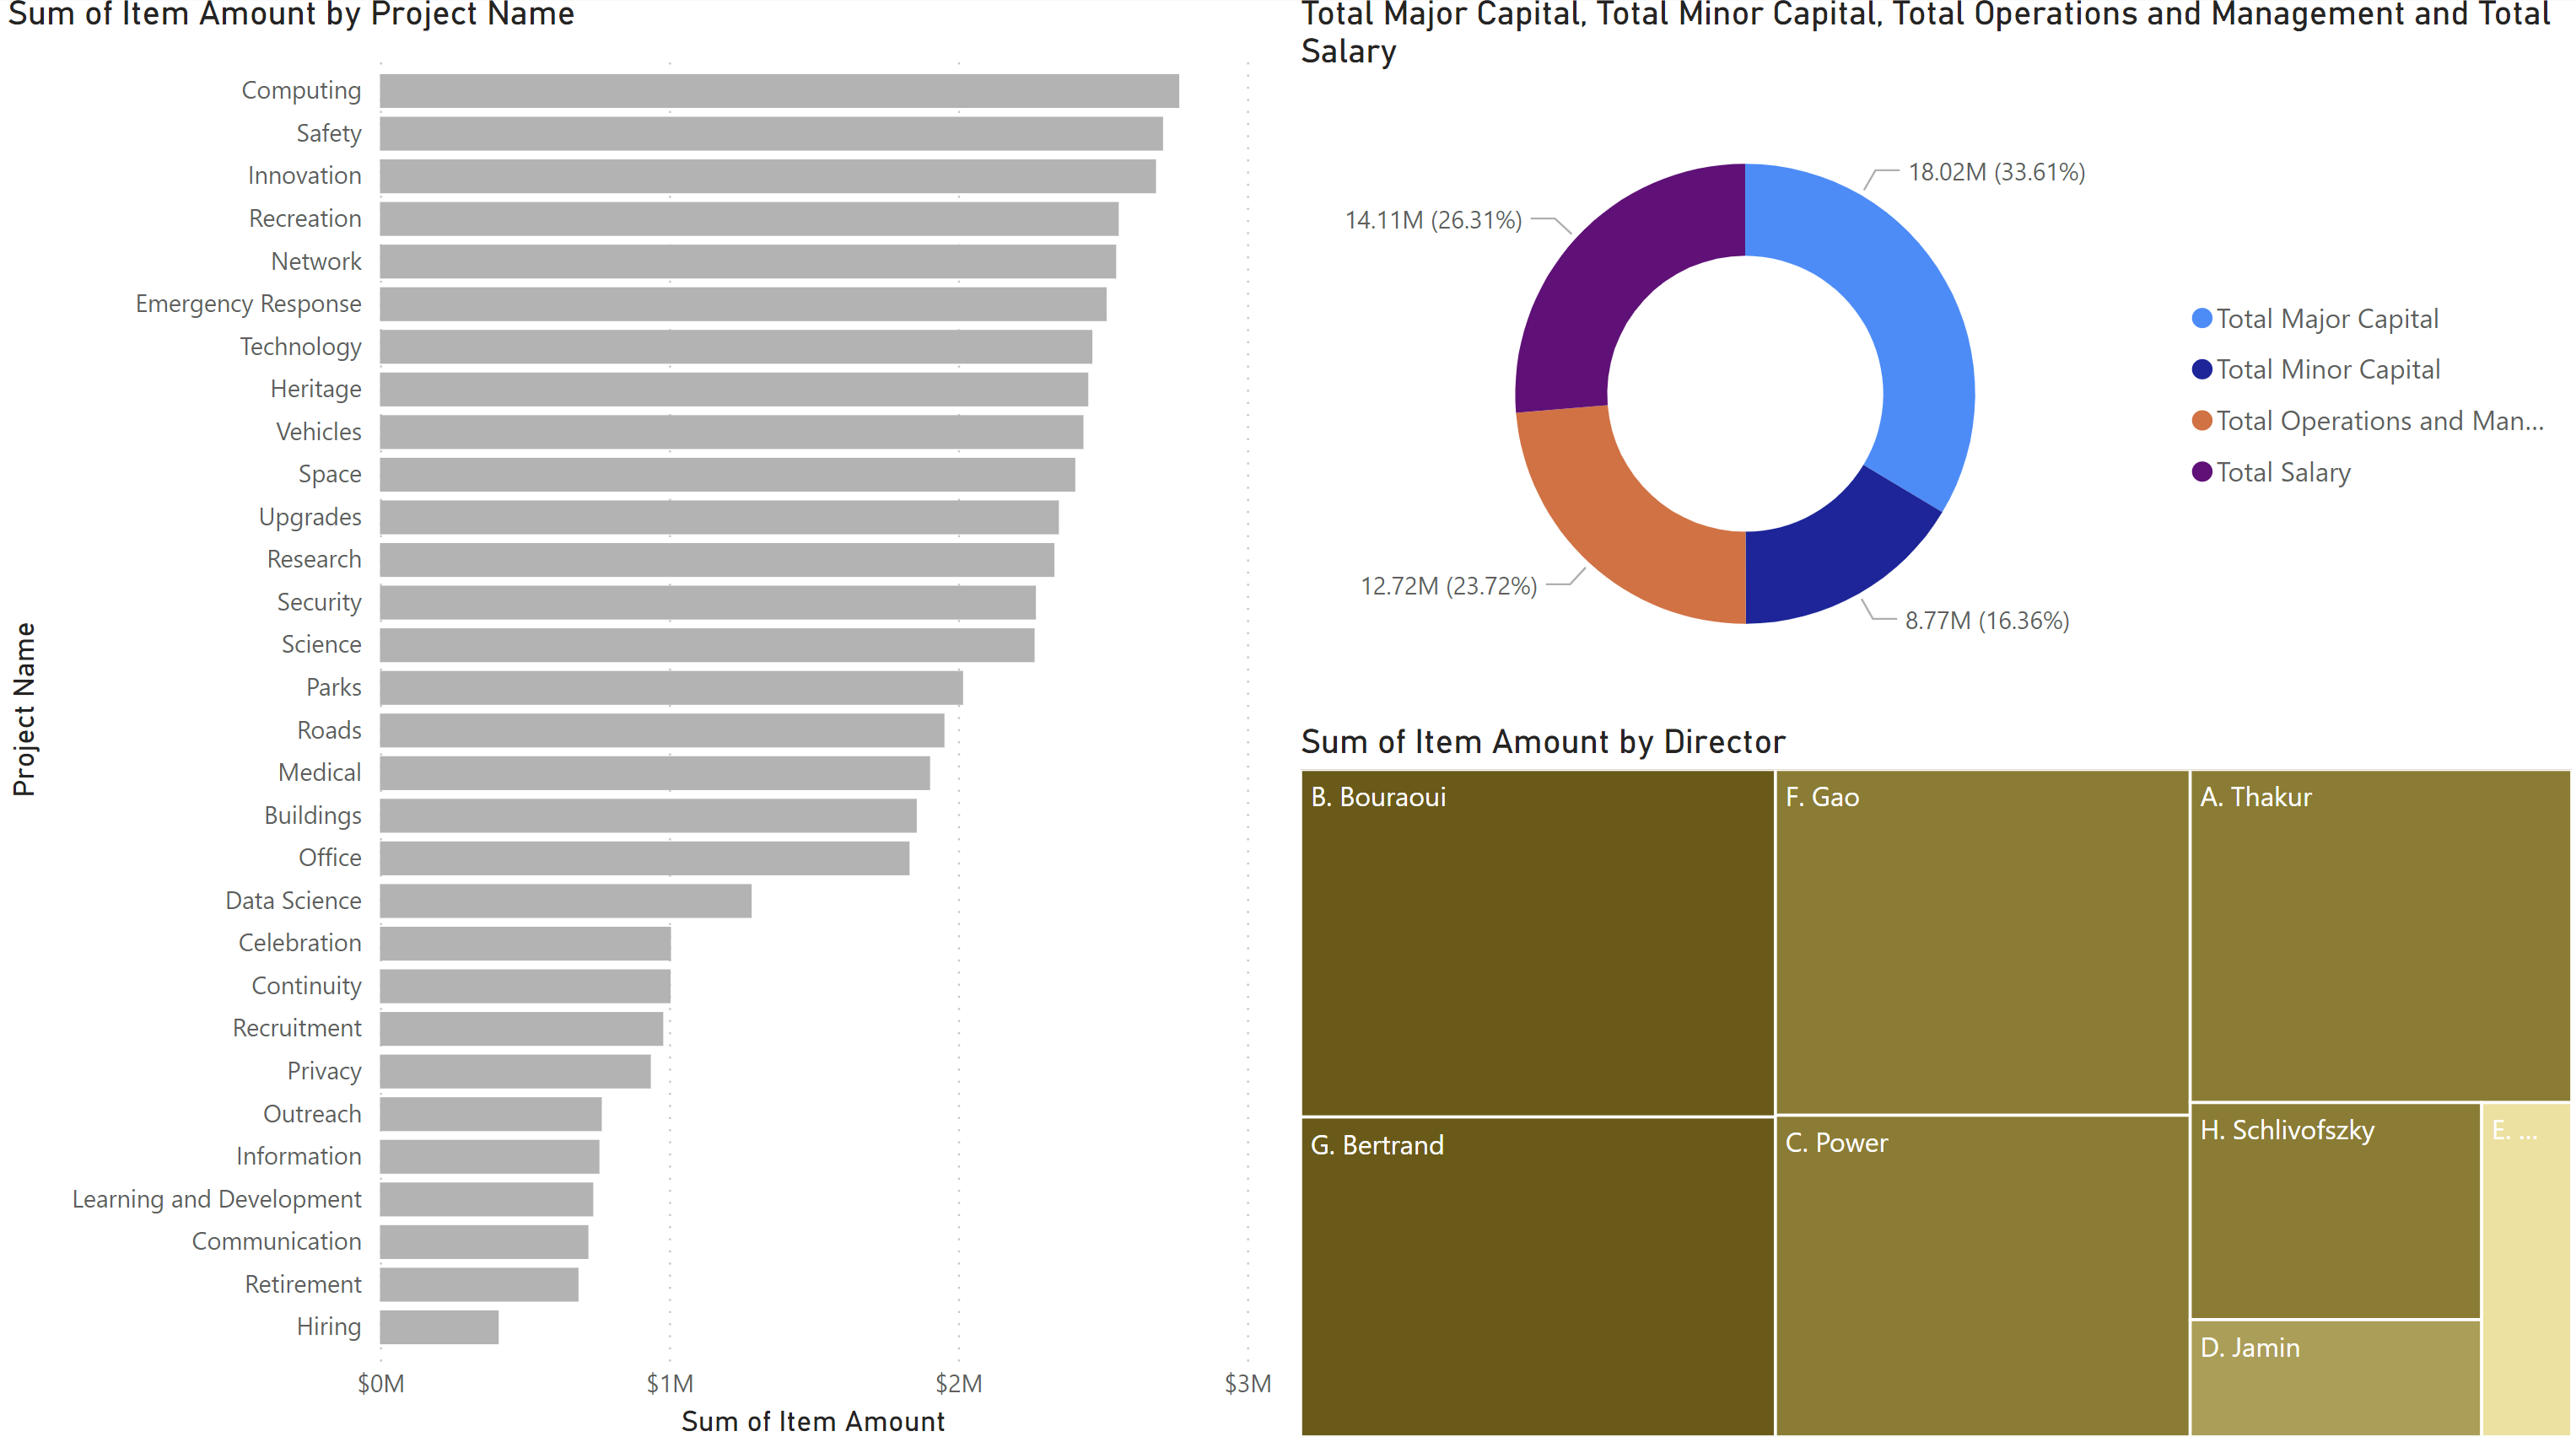 Sum of Item Amount by Project Name
Project Name
Computing
Safety
Innovation
Recreation
Network
Emergency Response
Technology
Heritage
Vehicles
Space
Upgrades
Research
Security
Science
Parks
Roads
Medical
Buildings
Office
Data Science
Celebration
Continuity
Recruitment
Privacy
Outreach
Information
Learning and Development
Communication
Retirement
Hiring
$0M $1M $2M $3M
Sum of Item Amount
Total Major Capital, Total Minor Capital, Total Operations and Management and Total
Salary
18.02M (33.61%)
14.11M (26.31%)
12.72M (23.72%)
8.77M (16.36%)
Total Major Capital
Total Minor Capital
Total Operations and Man...
Total Salary
Sum of Item Amount by Director
B. Bouraoui
F. Gao
A. Thakur
G. Bertrand
C. Power
H. Schlivofszky
E. ...
D. Jamin